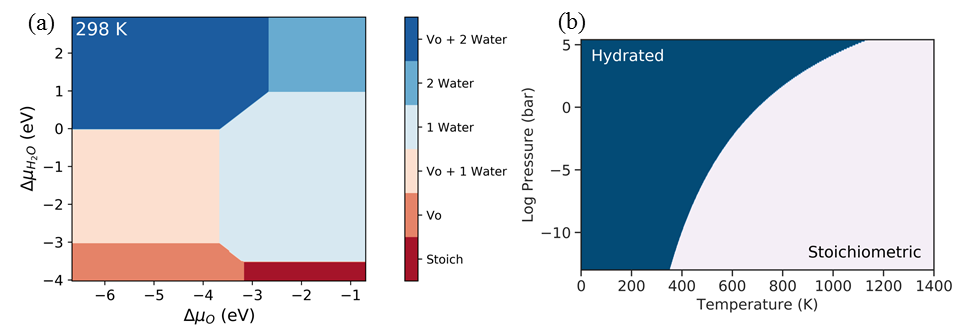 (a)
298 K
2
1
0
−1
−2
−3
−4
ΔμH₂O (eV)
−6
−5
−4
−3
−2
−1
ΔμO (eV)
Vo + 2 Water
2 Water
1 Water
Vo + 1 Water
Vo
Stoich
(b)
Hydrated
Stoichiometric
5
0
−5
−10
Log Pressure (bar)
0
200
400
600
800
1000
1200
1400
Temperature (K)